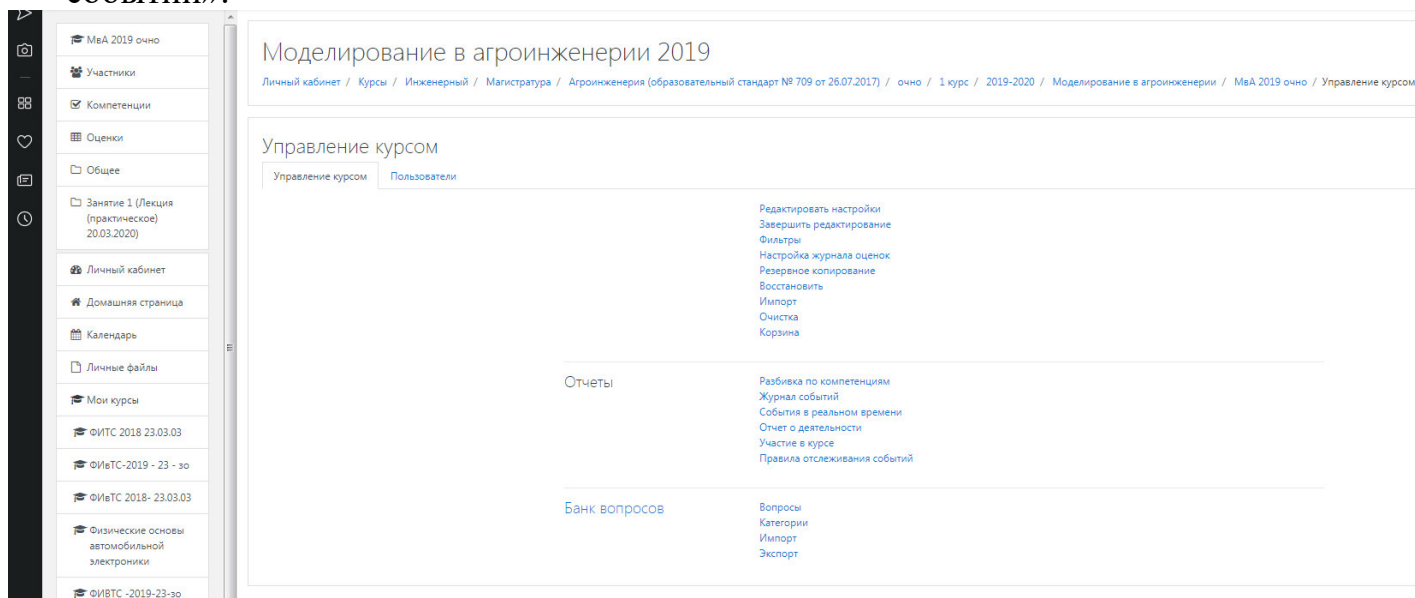 событий».
МвА 2019 очно
Участники
Компетенции
Оценки
Общее
Занятие 1 (Лекция
(практическое)
20.03.2020)
Личный кабинет
Домашняя страница
Календарь
Личные файлы
Мои курсы
ФИТС 2018 23.03.03
ФИвТС-2019 - 23 - зо
ФИвТС 2018- 23.03.03
Физические основы
автомобильной
электроники
ФИВТС -2019-23-зо
Моделирование в агроинженерии 2019
Личный кабинет / Курсы / Инженерный / Магистратура / Агроинженерия (образовательный стандарт № 709 от 26.07.2017) / очно / 1 курс / 2019-2020 / Моделирование в агроинженерии / МвА 2019 очно / Управление курсом
Управление курсом
Управление курсом Пользователи
Редактировать настройки
Завершить редактирование
Фильтры
Настройка журнала оценок
Резервное копирование
Восстановить
Импорт
Очистка
Корзина
Отчеты
Разбивка по компетенциям
Журнал событий
События в реальном времени
Отчет о деятельности
Участие в курсе
Правила отслеживания событий
Банк вопросов
Вопросы
Категории
Импорт
Экспорт